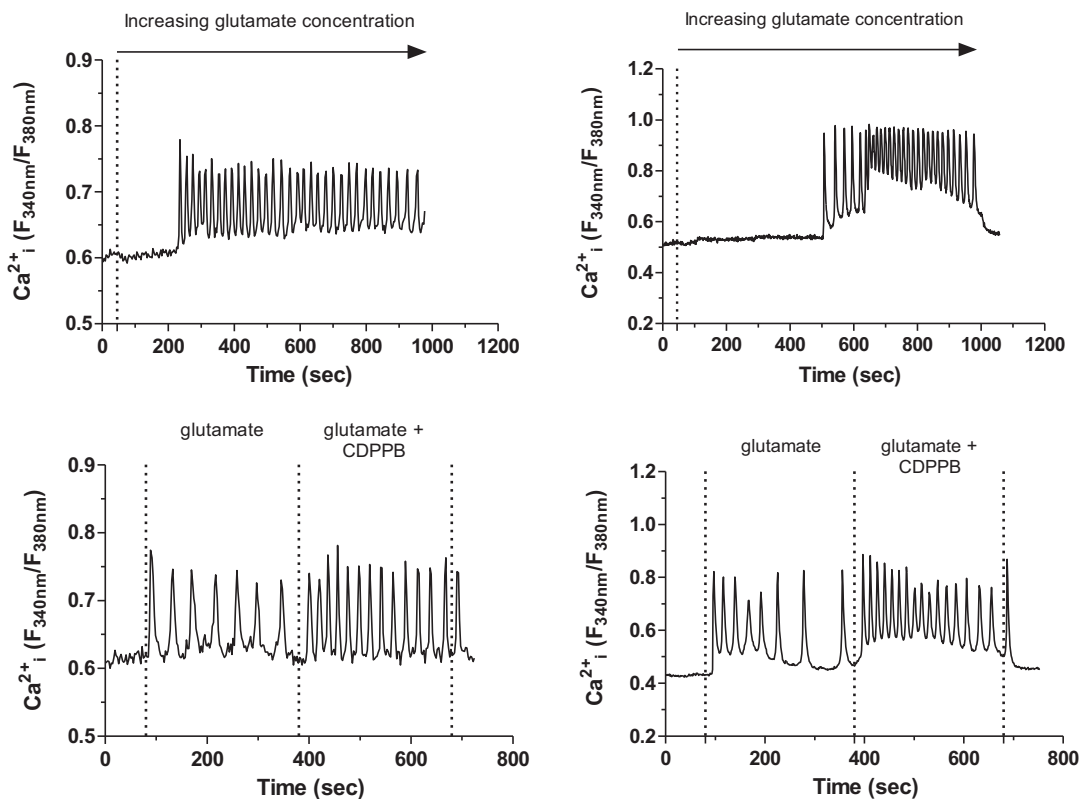 Increasing glutamate concentration
0.9
0.8
0.7
0.6
0.5
Ca2+i (F340nm/F380nm)
0 200 400 600 800 1000 1200
Time (sec)
Increasing glutamate concentration
1.2
1.0
0.8
0.6
0.4
0.2
Ca2+i (F340nm/F380nm)
0 200 400 600 800 1000 1200
Time (sec)
glutamate
glutamate +
CDPPB
0.9
0.8
0.7
0.6
0.5
Ca2+i (F340nm/F380nm)
0 200 400 600 800
Time (sec)
glutamate
glutamate +
CDPPB
1.2
1.0
0.8
0.6
0.4
0.2
Ca2+i (F340nm/F380nm)
0 200 400 600 800
Time (sec)